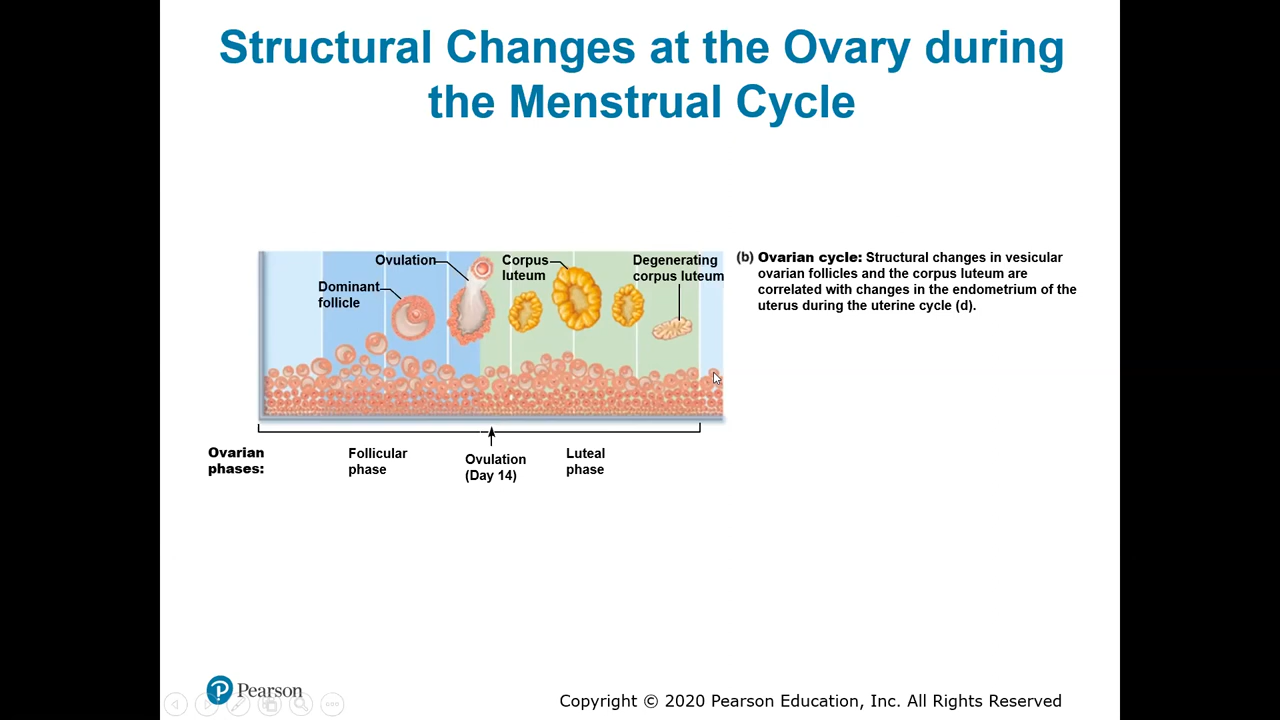 Structural Changes at the Ovary during
the Menstrual Cycle
Ovulation
Corpus
luteum
Degenerating
corpus luteum
Dominant
follicle
(b) Ovarian cycle: Structural changes in vesicular
ovarian follicles and the corpus luteum are
correlated with changes in the endometrium of the
uterus during the uterine cycle (d).
Ovarian
phases:
Follicular
phase
Ovulation
(Day 14)
Luteal
phase
Pearson
Copyright © 2020 Pearson Education, Inc. All Rights Reserved